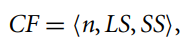 CF = ⟨n, LS, SS⟩,